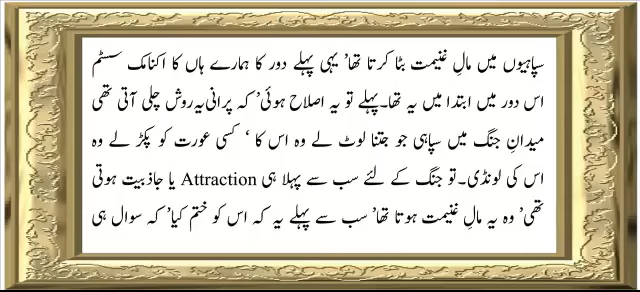 سپاہیوں میں مالِ غنیمت بٹا کرتا تھا’ یہی پہلے دور کا ہمارے ہاں کا اکنامک سسٹم
اس دور میں ابتدا میں یہ تھا۔پہلے تو یہ اصلاح ہوئی’ کہ پرانی یہ روش چلی آتی تھی
میدانِ جنگ میں سپاہی جو جتنا لوٹ لے وہ اس کا ‘ کسی عورت کو پکڑ لے وہ
اس کی لونڈی۔تو جنگ کے لئے سب سے پہلا ہی Attraction یا جاذبیت ہوتی
تھی’ وہ یہ مالِ غنیمت ہوتا تھا’ سب سے پہلے یہ کہ اس کو ختم کیا’ کہ سوال ہی